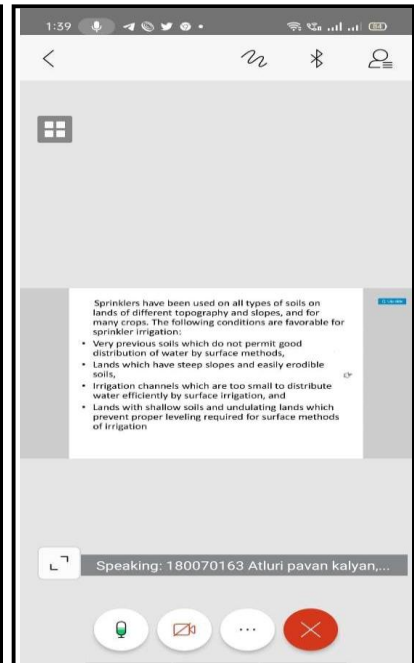 1:39
84
Sprinklers have been used on all types of soils on
lands of different topography and slopes, and for
many crops. The following conditions are favorable for
sprinkler irrigation:
• Very previous soils which do not permit good
distribution of water by surface methods,
• Lands which have steep slopes and easily erodible
soils,
• Irrigation channels which are too small to distribute
water efficiently by surface irrigation, and
• Lands with shallow soils and undulating lands which
prevent proper leveling required for surface methods
of irrigation
Speaking: 180070163 Atluri pavan kalyan,...